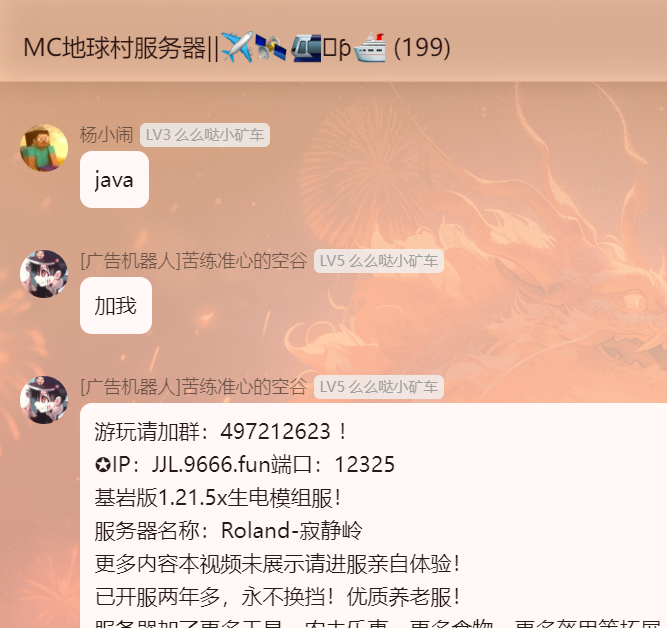 MC地球村服务器||✈️🛰️🚅ϸ🛳️ (199)
杨小闹 LV3 么么哒小矿车
java
[广告机器人]苦练准心的空谷 LV5 么么哒小矿车
加我
[广告机器人]苦练准心的空谷 LV5 么么哒小矿车
游玩请加群：497212623 ！
✪IP：JJL.9666.fun端口：12325
基岩版1.21.5x生电模组服！
服务器名称：Roland-寂静岭
更多内容本视频未展示请进服亲自体验！
已开服两年多，永不换挡！优质养老服！